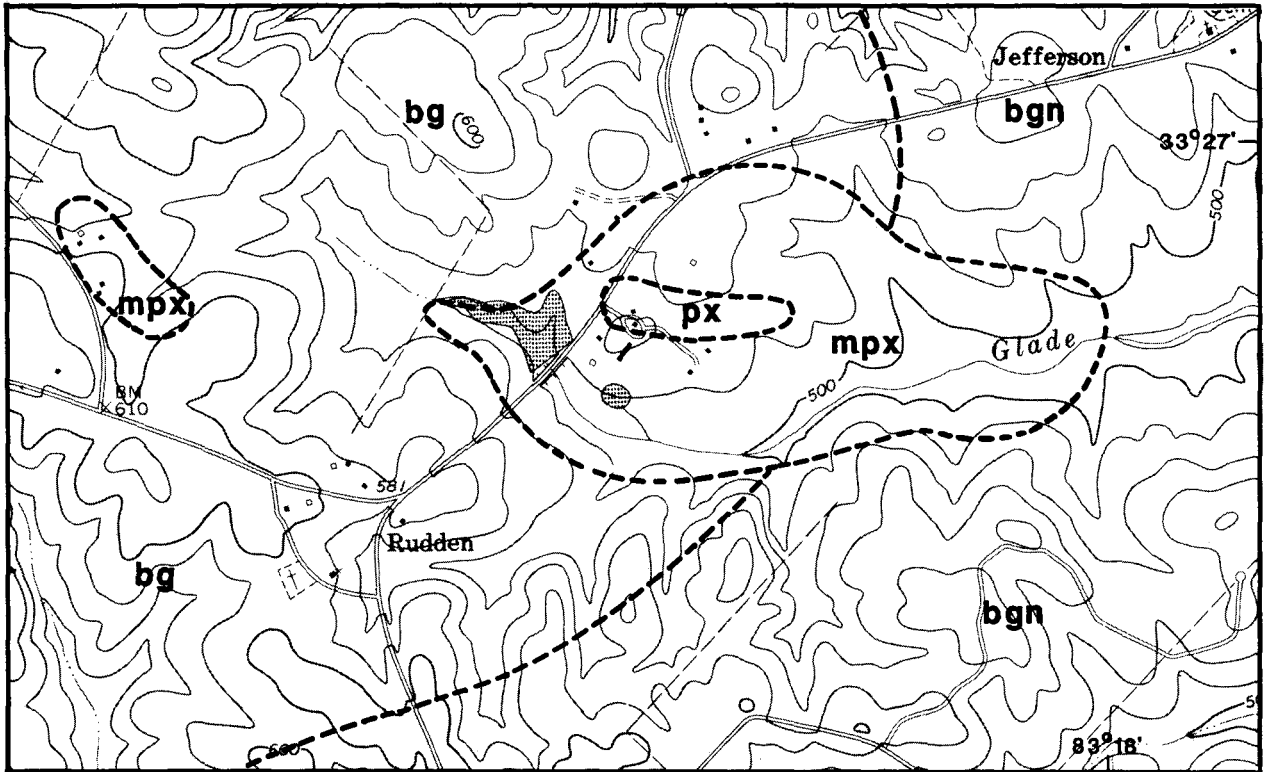 Jefferson
bg
600
bgn
33°27'
500
mpx
px
mpx
Glade
500
BM
610
581
Rudden
bg
bgn
600
83°18'